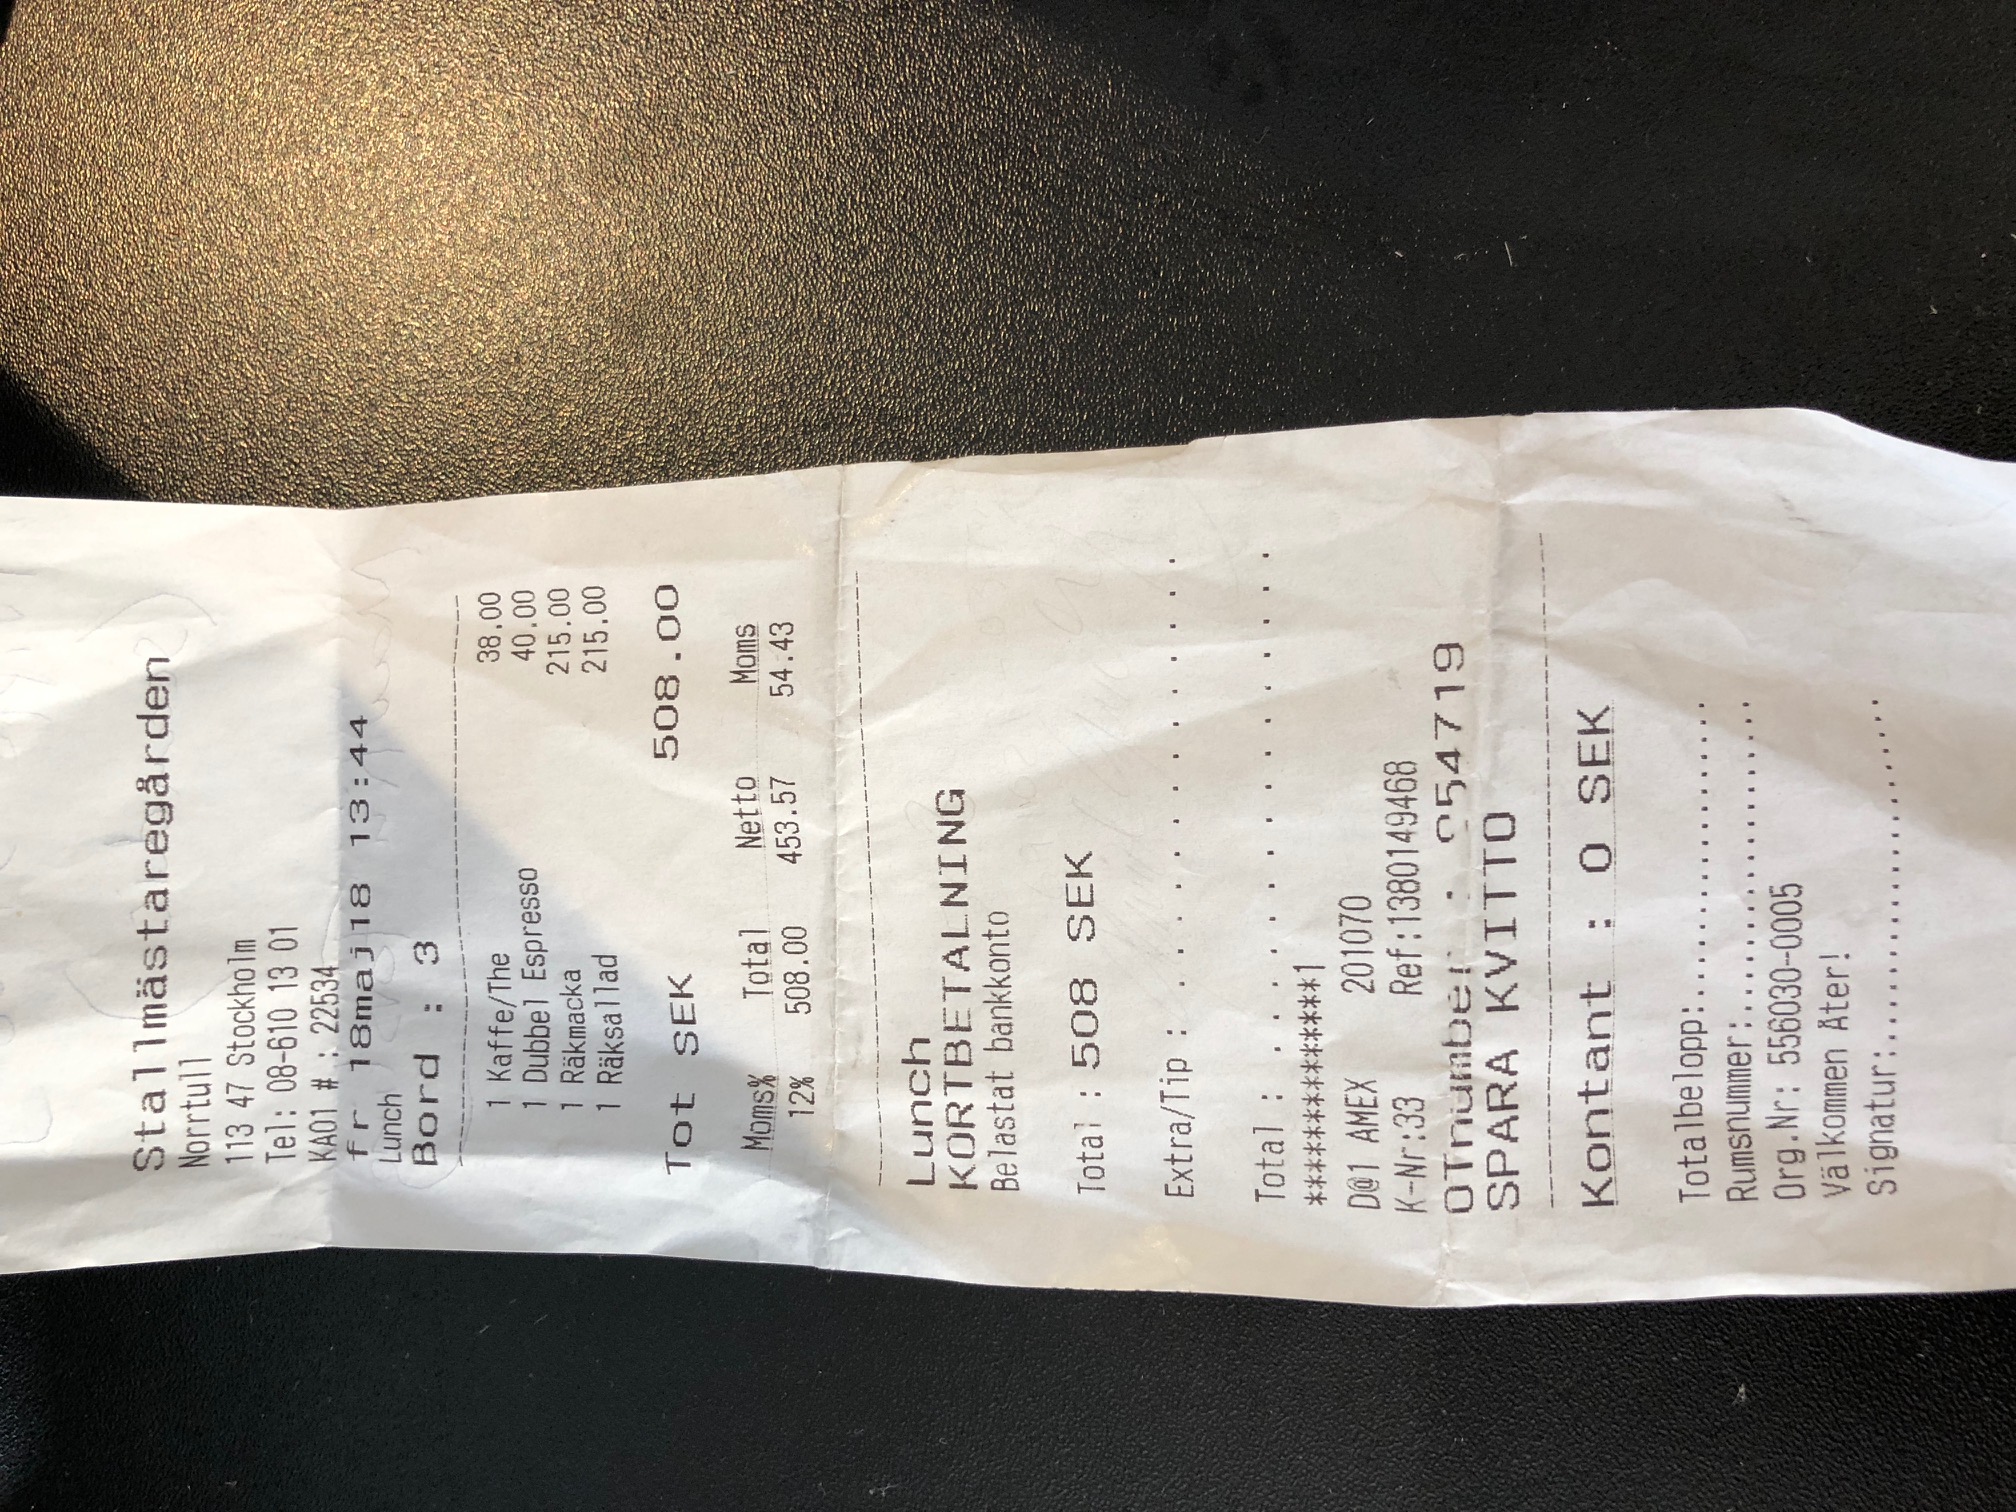 Stallmästaregården
Norrtull
113 47 Stockholm
Tel: 08-610 13 01
KA01 # : 22534
fr 18maj18 13:44
Lunch
Bord : 3
1 Kaffe/The 38.00
1 Dubbel Espresso 40.00
1 Räkmacka 215.00
1 Räksallad 215.00
Tot SEK 508.00
Moms% Total Netto Moms
12% 508.00 453.57 54.43
Lunch
KORTBETALNING
Belastat bankkonto
Total : 508 SEK
Extra/Tip : . . . . . . . . . . . . . .
Total : . . . . . . . . . . . . . . . .
**************1
D@1 AMEX 201070
K-Nr:33 Ref:1380149468
OTnumber :
SPARA KVITTO
Kontant : 0 SEK
Totalbelopp:..................
Rumsnummer:...................
Org.Nr: 556030-0005
Välkommen Åter!
Signatur:.....................